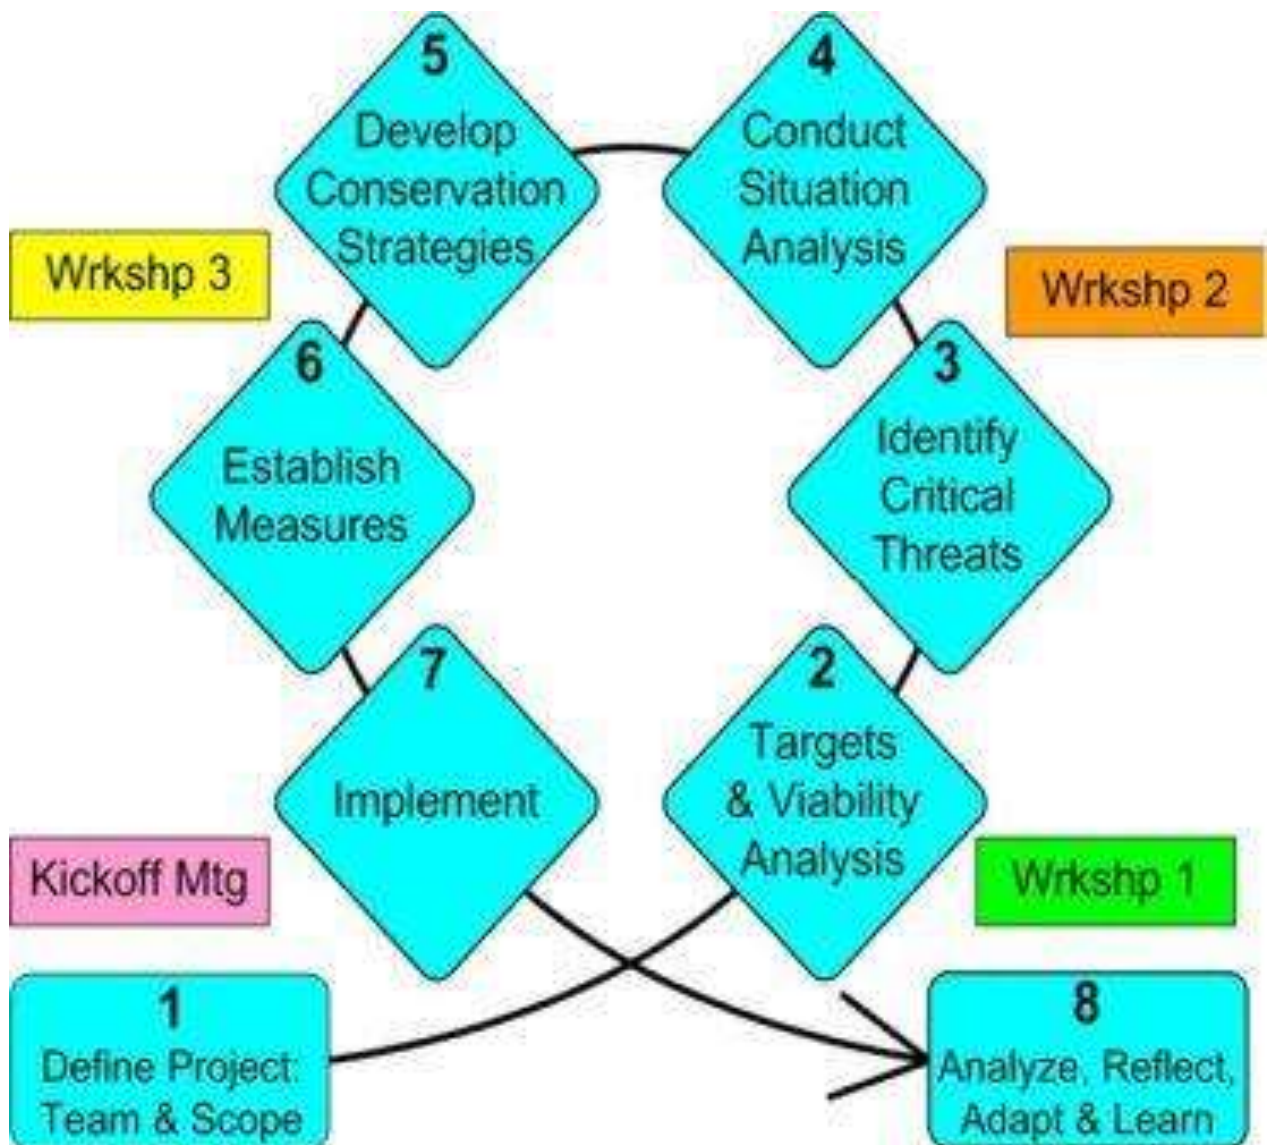 5
Develop
Conservation
Strategies
4
Conduct
Situation
Analysis
Wrkshp 3
Wrkshp 2
6
Establish
Measures
3
Identify
Critical
Threats
7
Implement
2
Targets
& Viability
Analysis
Kickoff Mtg
Wrkshp 1
1
Define Project:
Team & Scope
8
Analyze, Reflect,
Adapt & Learn